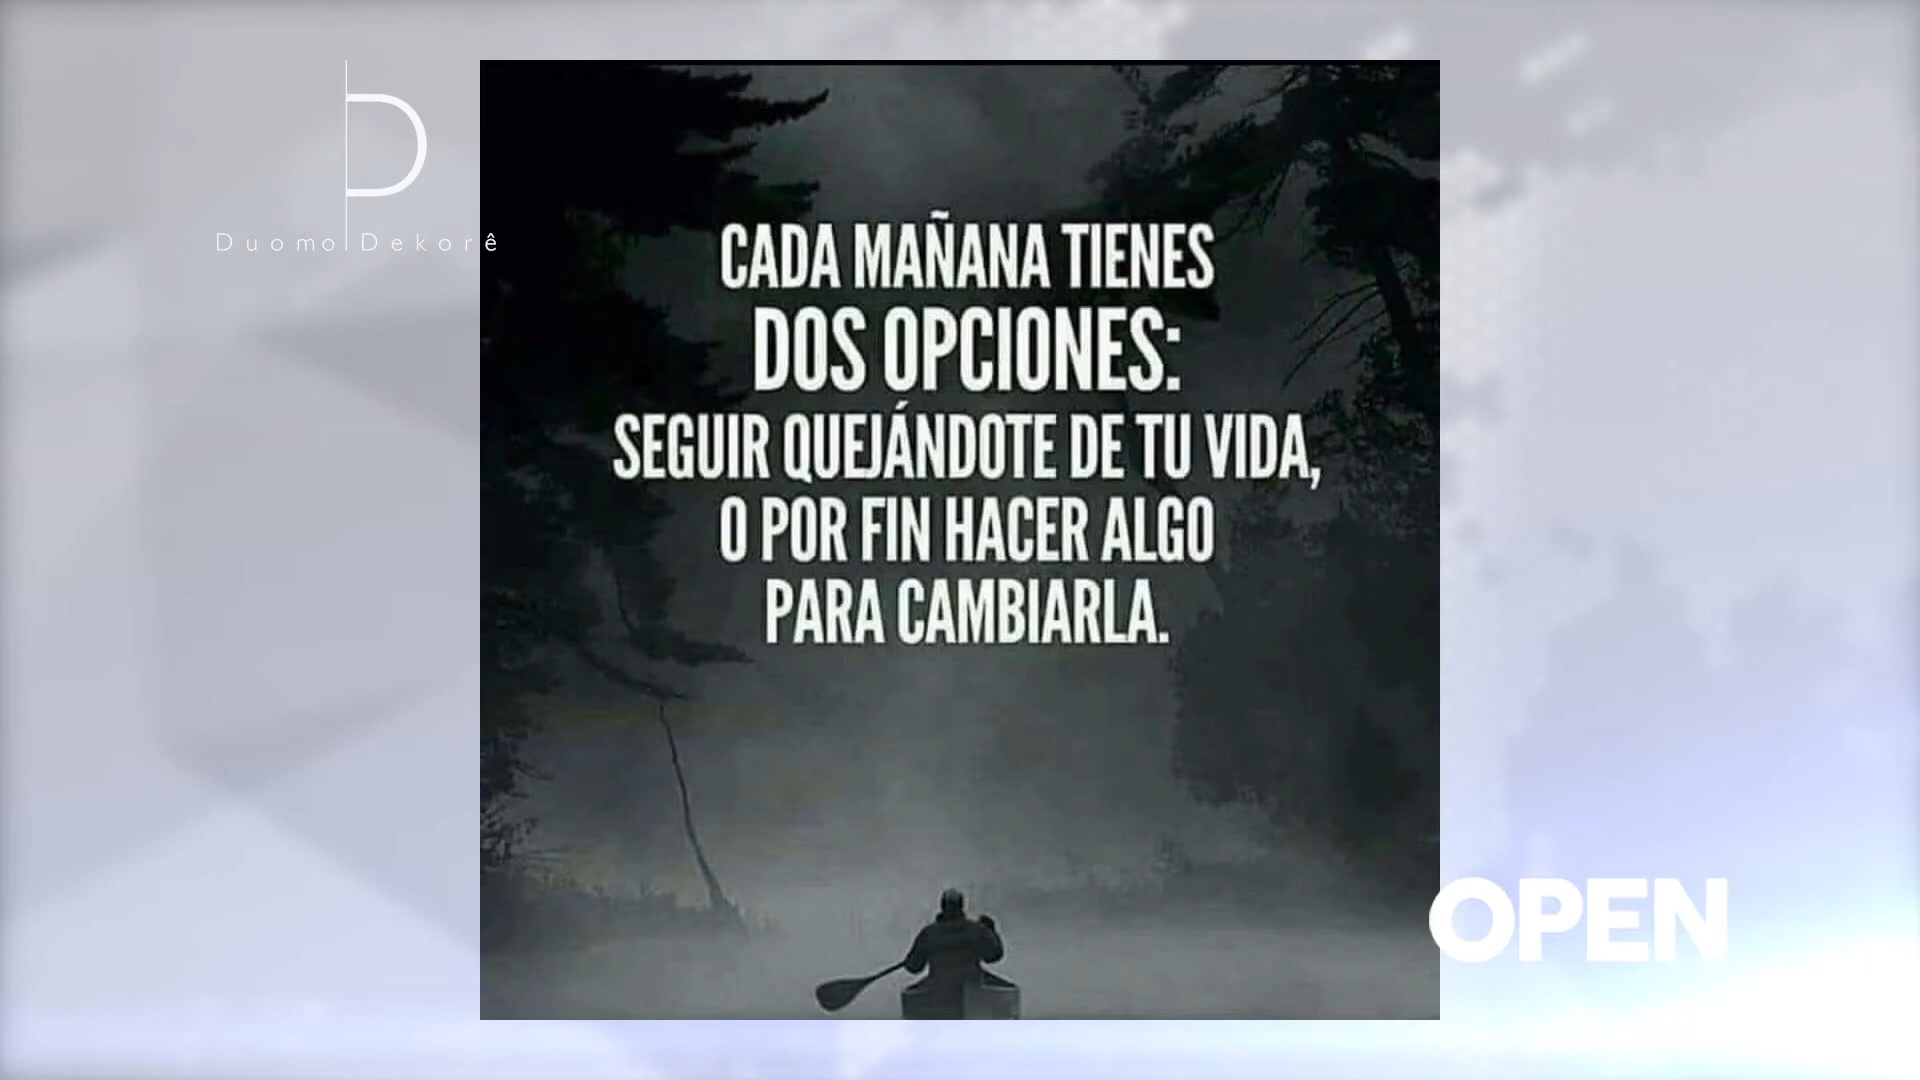 Duomo Dekorê
CADA MAÑANA TIENES
DOS OPCIONES:
SEGUIR QUEJÁNDOTE DE TU VIDA,
O POR FIN HACER ALGO
PARA CAMBIARLA.
OPEN